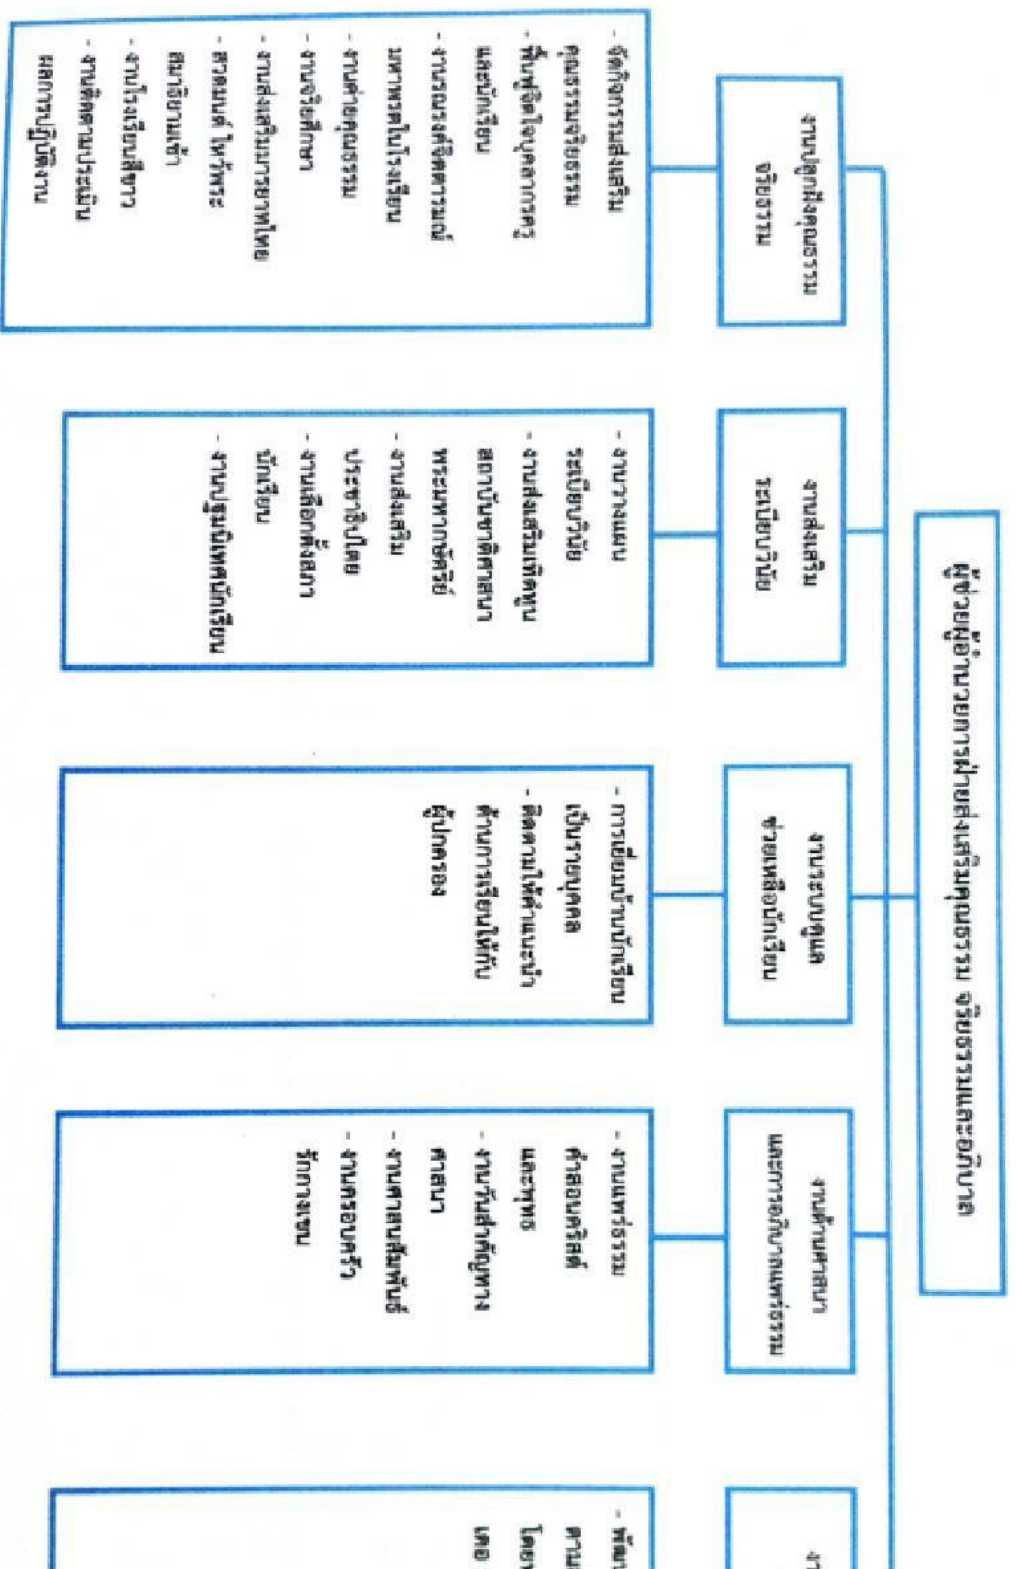 ผู้ช่วยผู้อำนวยการฝ่ายส่งเสริมคุณธรรม จริยธรรมและอภิบาล
งานปลูกฝังคุณธรรม
จริยธรรม
- จัดกิจกรรมส่งเสริม
คุณธรรมจริยธรรม
- ฟื้นฟูจิตใจบุคลากรครู
และนักเรียน
- งานรณรงค์จิตตารมณ์
มหาพรตในโรงเรียน
- งานค่ายคุณธรรม
- งานจริยศึกษา
- งานส่งเสริมมารยาทไทย
- สวดมนต์ ไหว้พระ
สมาธิยามเช้า
- งานโรงเรียนสีขาว
- งานติดตามประเมิน
ผลการปฏิบัติงาน
งานส่งเสริม
ระเบียบวินัย
- งานวางแผน
ระเบียบวินัย
- งานส่งเสริมเทิดทูน
สถาบันชาติศาสนา
พระมหากษัตริย์
- งานส่งเสริม
ประชาธิปไตย
- งานเลือกตั้งสภา
นักเรียน
- งานปฐมนิเทศนักเรียน
งานระบบดูแล
ช่วยเหลือนักเรียน
- การเยี่ยมบ้านนักเรียน
เป็นรายบุคคล
- ติดตามให้คำแนะนำ
ด้านการเรียนให้กับ
ผู้ปกครอง
งานด้านศาสนา
และการอภิบาลแพร่ธรรม
- งานแพร่ธรรม
คำสอนคริสต์
และพุทธ
- งานวันสำคัญทาง
ศาสนา
- งานศาสนสัมพันธ์
- งานครอบครัว
รักกางเขน